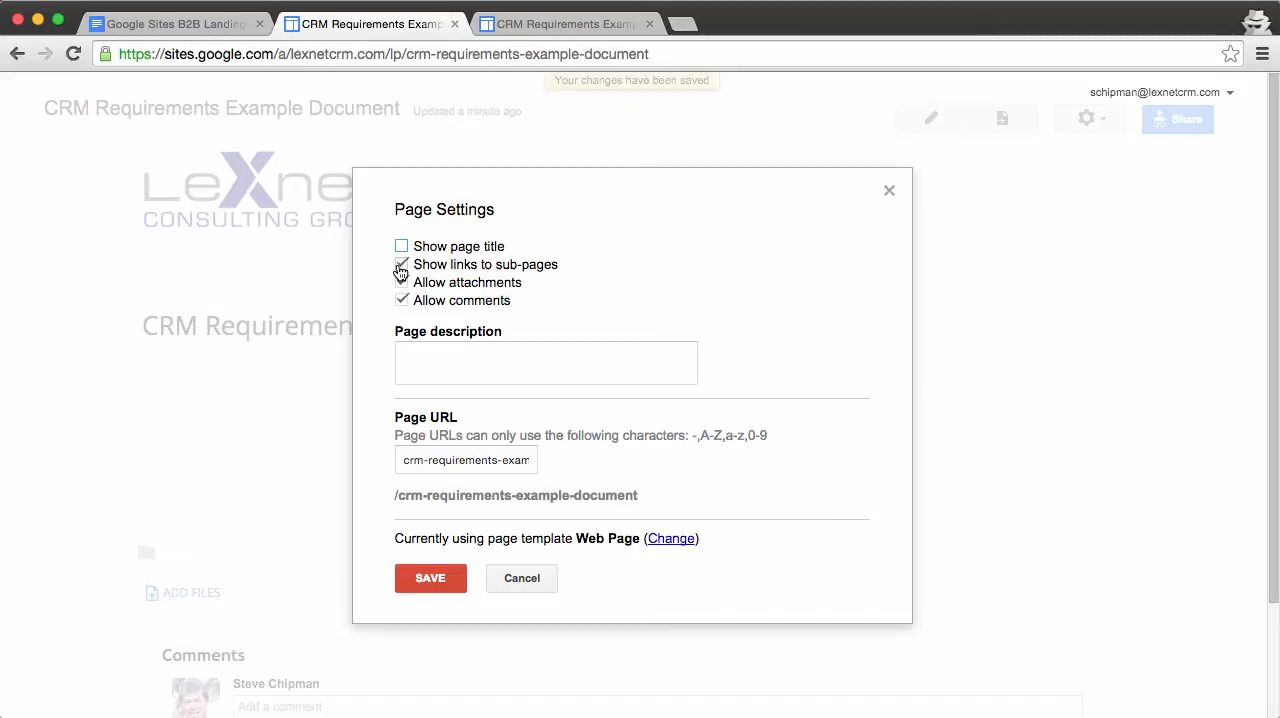 Google Sites B2B Landing
CRM Requirements Examp
CRM Requirements Exam
https://sites.google.com/a/lexnetcrm.com/lp/crm-requirements-example-document
Your changes have been saved
schipman@lexnetcrm.com
CRM Requirements Example Document Updated a minute ago
Share
LeXne
CONSULTING GRO
Page Settings
Show page title
Show links to sub-pages
Allow attachments
Allow comments
CRM Requiremen
Page description
Page URL
Page URLs can only use the following characters: -,A-Z,a-z,0-9
crm-requirements-exam
/crm-requirements-example-document
Currently using page template Web Page (Change)
SAVE Cancel
ADD FILES
Comments
Steve Chipman
Add a comment